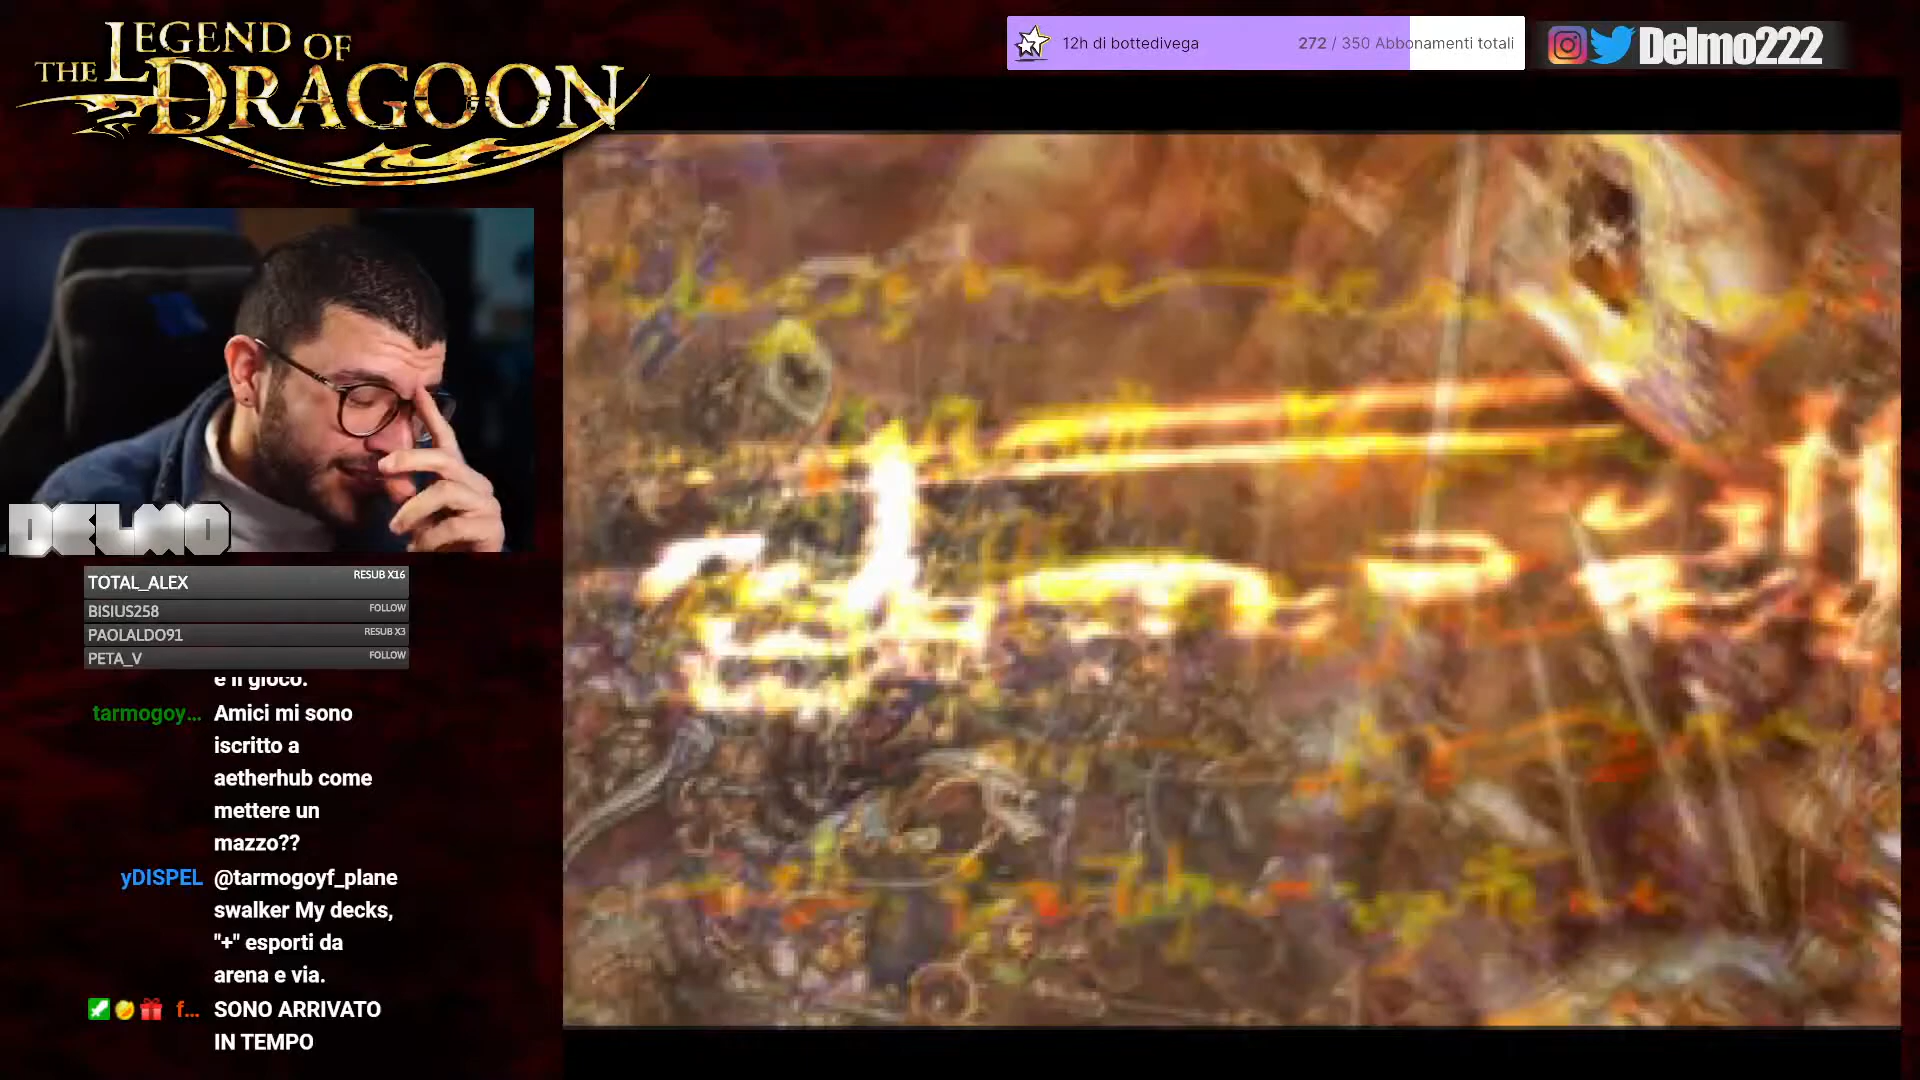 THE LEGEND OF
DRAGOON
12h di bottedivega 272 / 350 Abbonamenti totali
Delmo222
DELMO
TOTAL_ALEX RESUB X16
BISIUS258 FOLLOW
PAOLALDO91 RESUB X3
PETA_V FOLLOW
e il gioco.
tarmogoy... Amici mi sono
iscritto a
aetherhub come
mettere un
mazzo??
yDISPEL @tarmogoyf_plane
swalker My decks,
"+" esporti da
arena e via.
f... SONO ARRIVATO
IN TEMPO